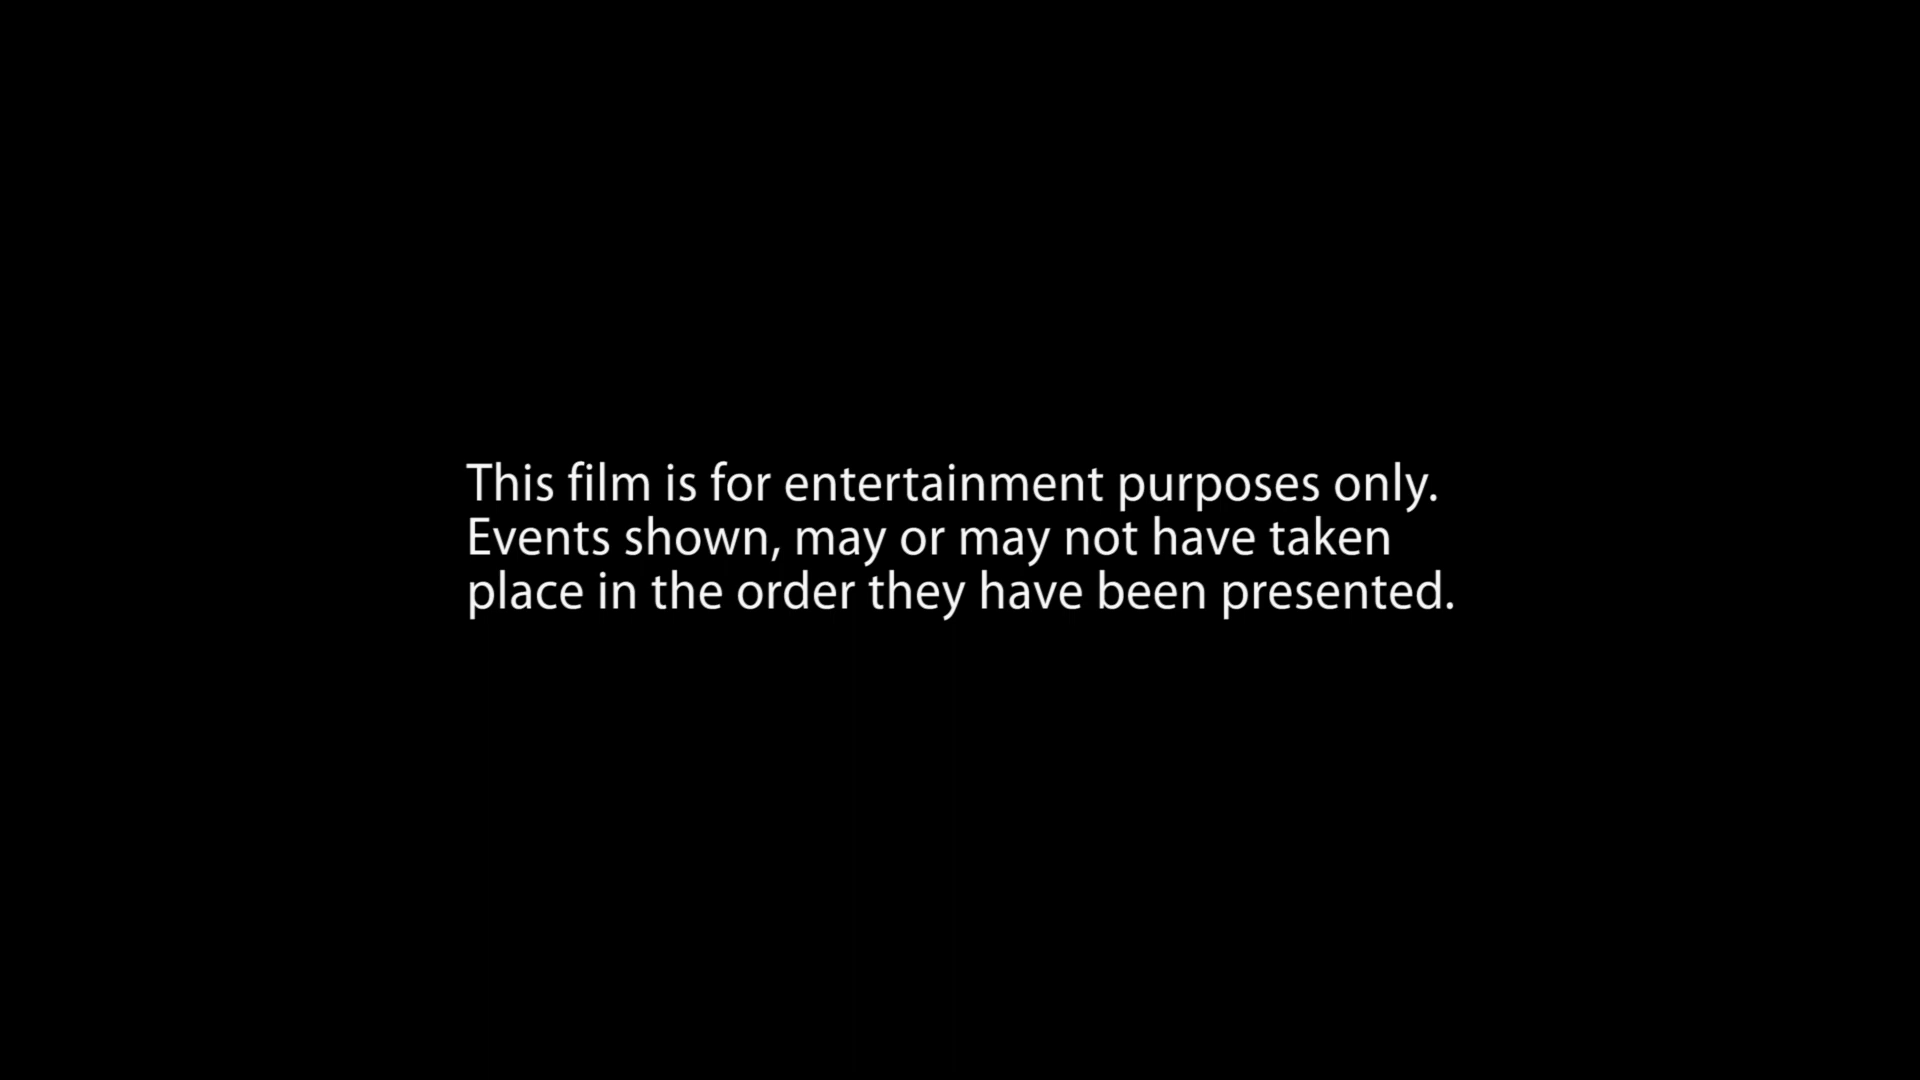 This film is for entertainment purposes only.
Events shown, may or may not have taken
place in the order they have been presented.